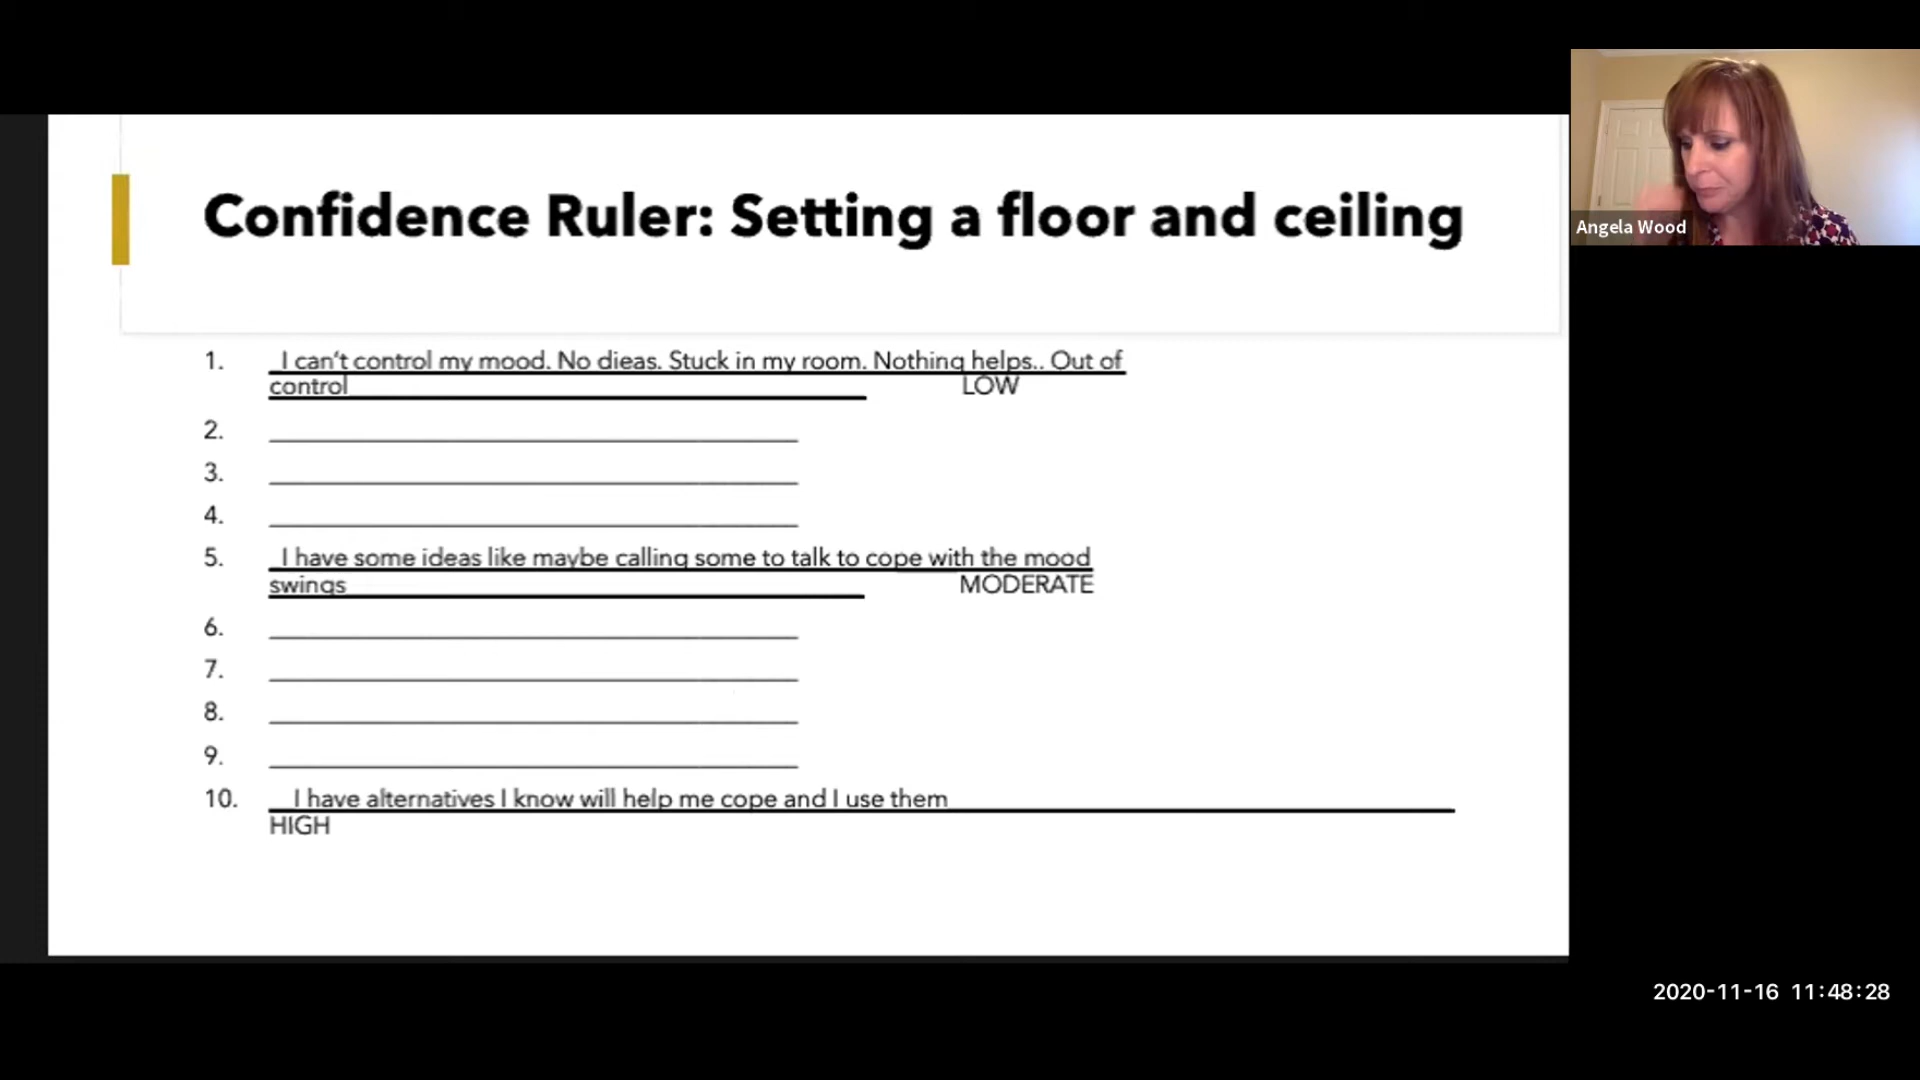 Confidence Ruler: Setting a floor and ceiling
Angela Wood
1. I can't control my mood. No dieas. Stuck in my room. Nothing helps.. Out of
control LOW
2.
3.
4.
5. I have some ideas like maybe calling some to talk to cope with the mood
swings MODERATE
6.
7.
8.
9.
10. I have alternatives I know will help me cope and I use them
HIGH
2020-11-16 11:48:28